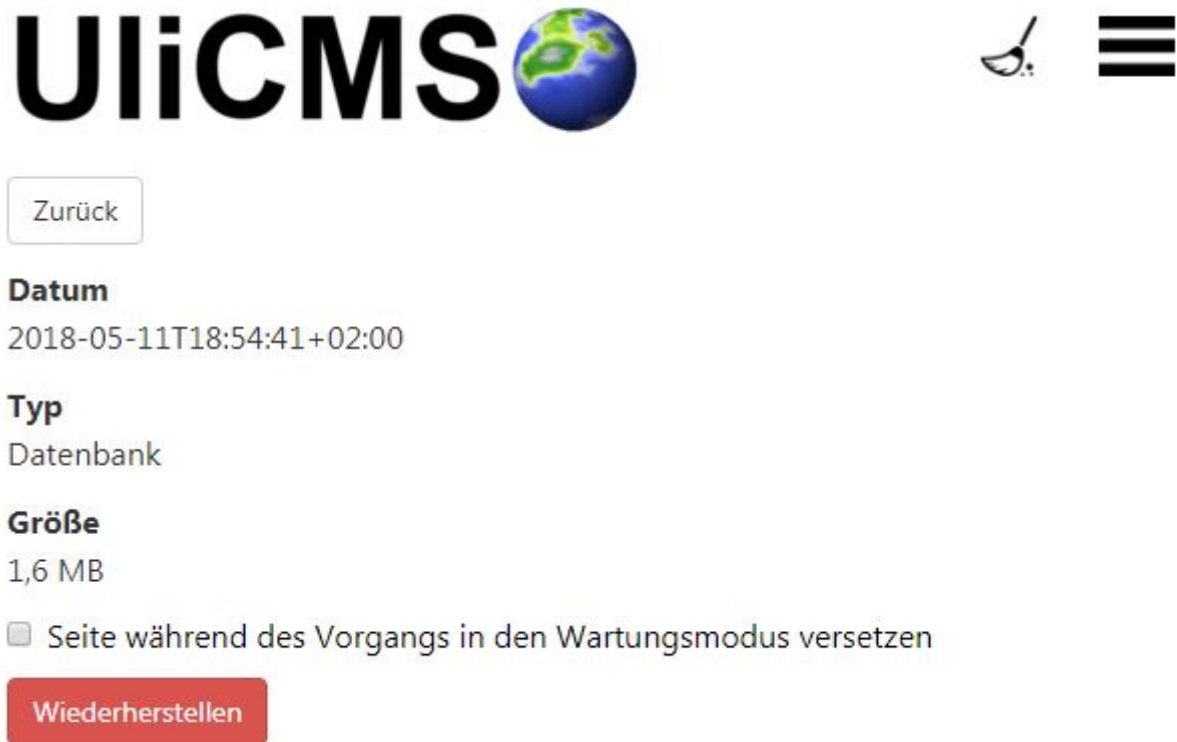 UliCMS
Zurück
Datum
2018-05-11T18:54:41+02:00
Typ
Datenbank
Größe
1,6 MB
Seite während des Vorgangs in den Wartungsmodus versetzen
Wiederherstellen